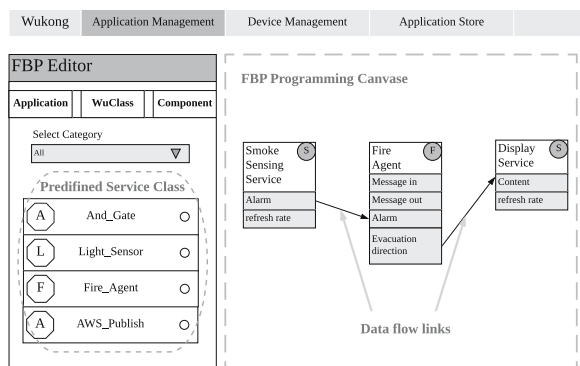 Wukong Application Management Device Management Application Store
FBP Editor
Application WuClass Component
Select Category
All
Predifined Service Class
A And_Gate
L Light_Sensor
F Fire_Agent
A AWS_Publish
FBP Programming Canvase
Smoke
Sensing
Service
S
Alarm
refresh rate
Fire
Agent
F
Message in
Message out
Alarm
Evacuation
direction
Display
Service
S
Content
refresh rate
Data flow links